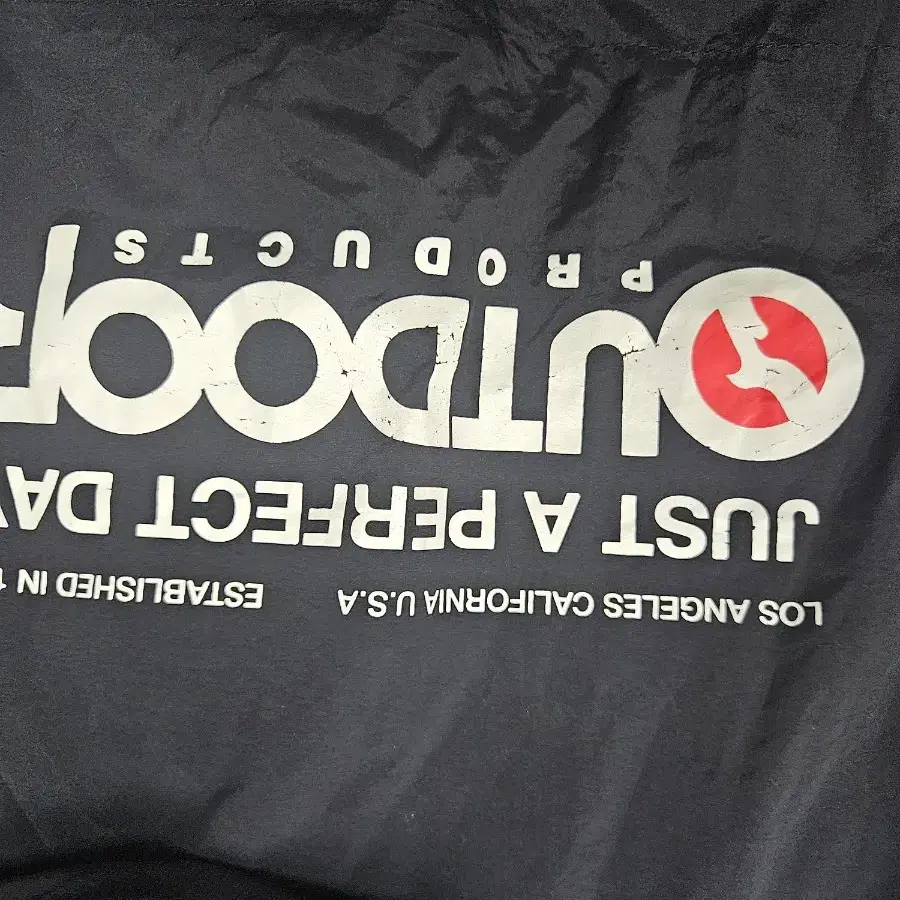 LOS ANGELES CALIFORNIA U.S.A ESTABLISHED IN
JUST A PERFECT DAY
OUTDOOR
PRODUCTS